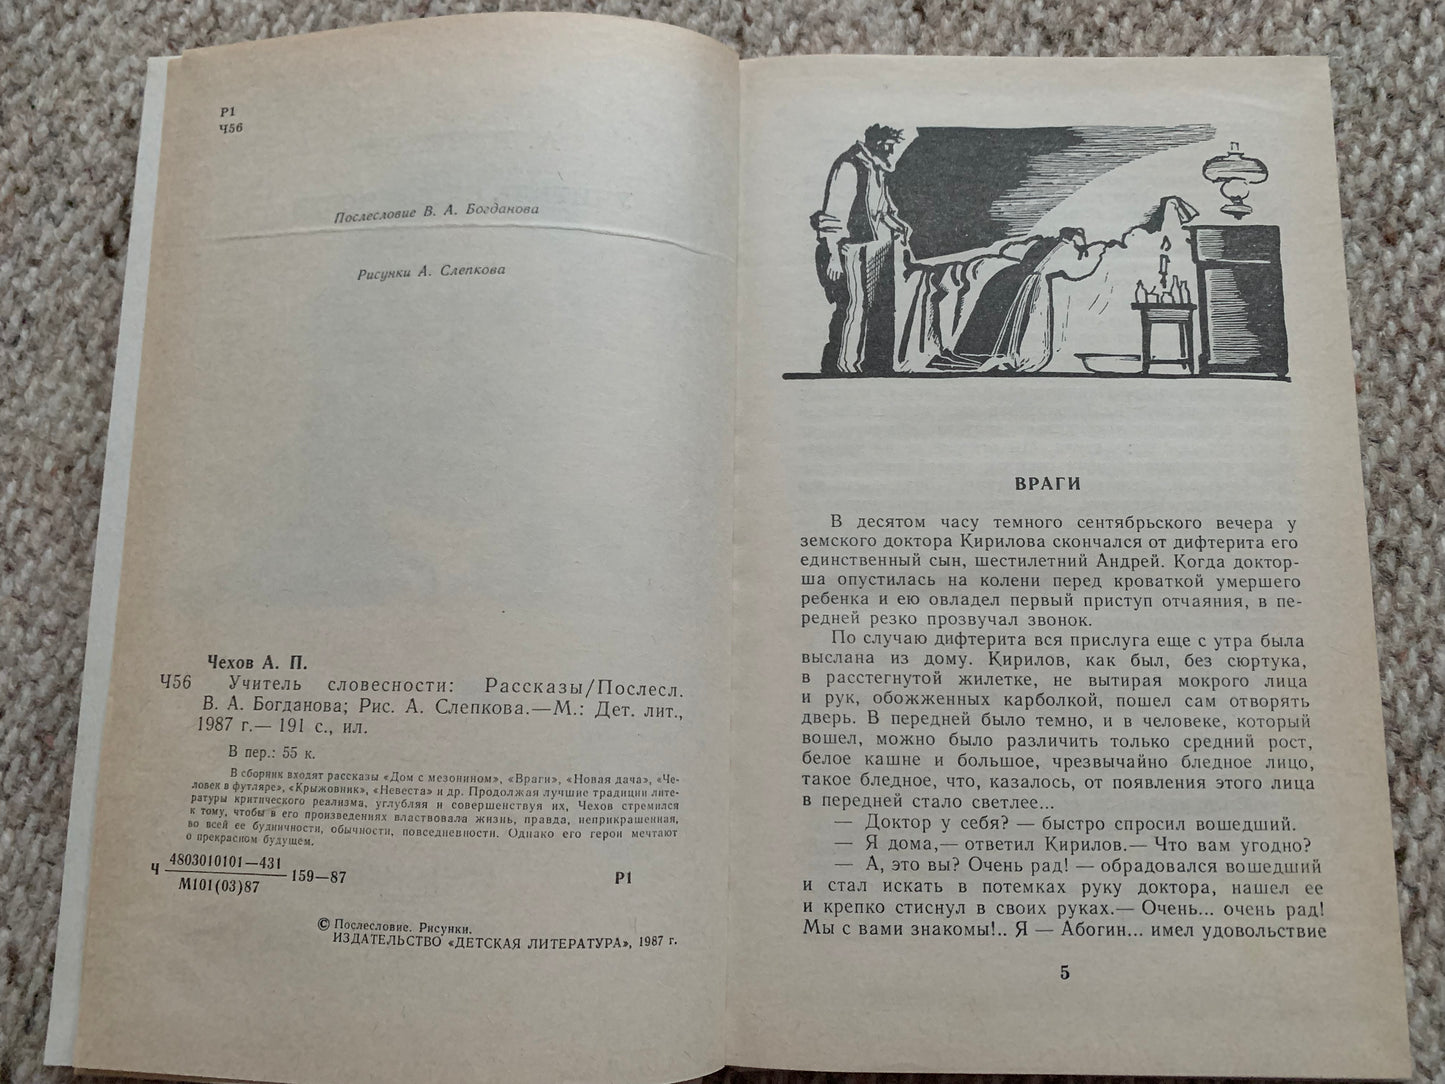 Р1
Ч56
Послесловие В. А. Богданова
Рисунки А. Слепкова
Чехов А. П.
Ч56 Учитель словесности: Рассказы/Послесл.
В. А. Богданова; Рис. А. Слепкова.—М.: Дет. лит.,
1987 г.— 191 с., ил.
В пер.: 55 к.
В сборник входят рассказы «Дом с мезонином», «Враги», «Новая дача», «Че-
ловек в футляре», «Крыжовник», «Невеста» и др. Продолжая лучшие традиции лите-
ратуры критического реализма, углубляя и совершенствуя их, Чехов стремился
к тому, чтобы в его произведениях властвовала жизнь, правда, неприкрашенная,
во всей ее будничности, обычности, повседневности. Однако его герои мечтают
о прекрасном будущем.
Ч 4803010101—431
М101(03)87 159—87
Р1
© Послесловие. Рисунки.
ИЗДАТЕЛЬСТВО «ДЕТСКАЯ ЛИТЕРАТУРА», 1987 г.
ВРАГИ
В десятом часу темного сентябрьского вечера у
земского доктора Кирилова скончался от дифтерита его
единственный сын, шестилетний Андрей. Когда доктор-
ша опустилась на колени перед кроваткой умершего
ребенка и ею овладел первый приступ отчаяния, в пе-
редней резко прозвучал звонок.
По случаю дифтерита вся прислуга еще с утра была
выслана из дому. Кирилов, как был, без сюртука,
в расстегнутой жилетке, не вытирая мокрого лица
и рук, обожженных карболкой, пошел сам отворять
дверь. В передней было темно, и в человеке, который
вошел, можно было различить только средний рост,
белое кашне и большое, чрезвычайно бледное лицо,
такое бледное, что, казалось, от появления этого лица
в передней стало светлее...
— Доктор у себя? — быстро спросил вошедший.
— Я дома,— ответил Кирилов.— Что вам угодно?
— А, это вы? Очень рад! — обрадовался вошедший
и стал искать в потемках руку доктора, нашел ее
и крепко стиснул в своих руках.— Очень... очень рад!
Мы с вами знакомы!.. Я — Абогин... имел удовольствие
5